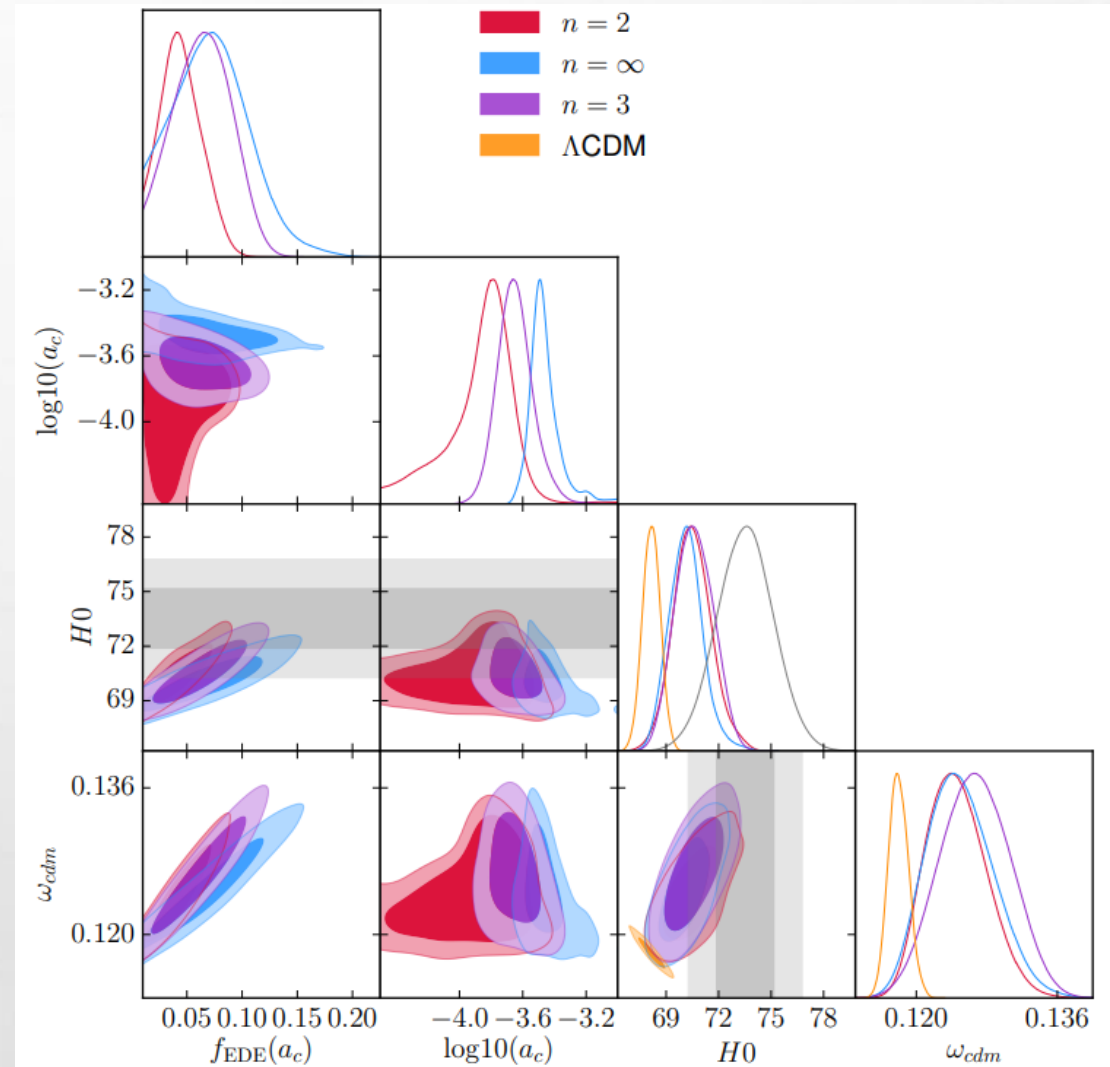 n = 2
n = ∞
n = 3
ΛCDM
−3.2
−3.6
−4.0
log10(a_c)
78
75
72
69
H0
0.136
0.120
ω_cdm
0.05 0.10 0.15 0.20
−4.0 −3.6 −3.2
69 72 75 78
0.120 0.136
f_EDE(a_c)
log10(a_c)
H0
ω_cdm